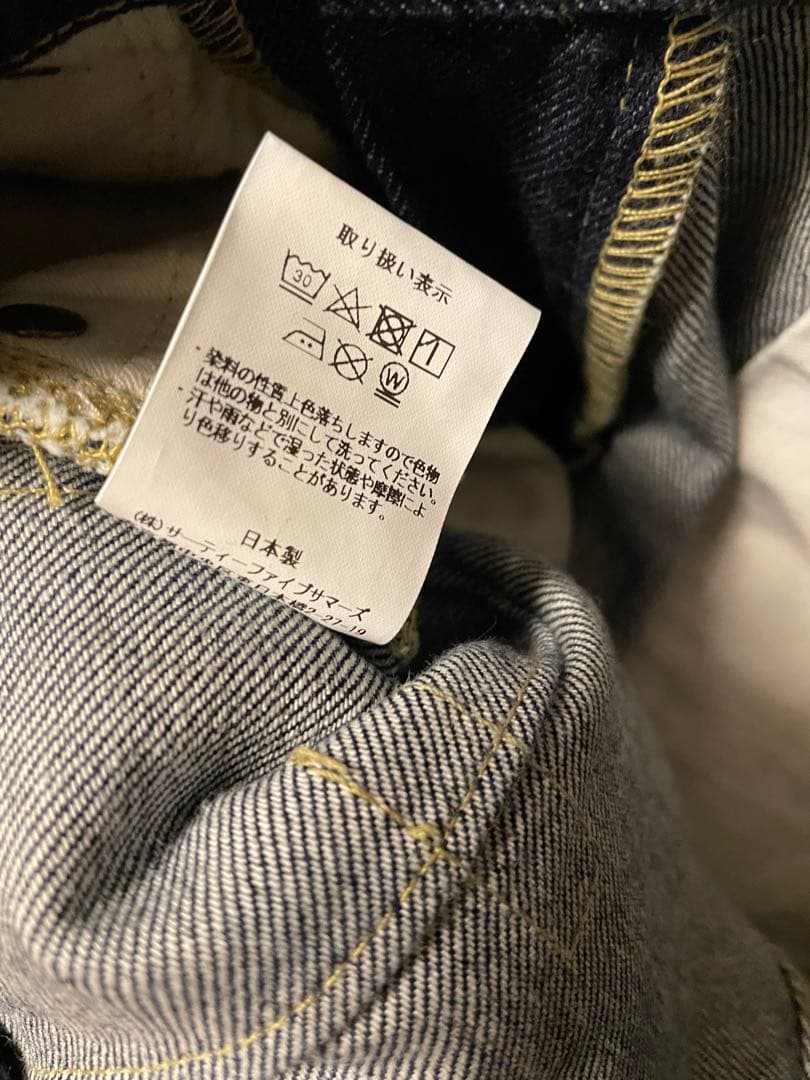 取り扱い表示
30
W
・染料の性質上色落ちしますので色物
は他の物と別にして洗ってください。
・汗や雨などで湿った状態や摩擦によ
り色移りすることがあります。
日本製
(株)サーティーファイブサマーズ
2-27-19